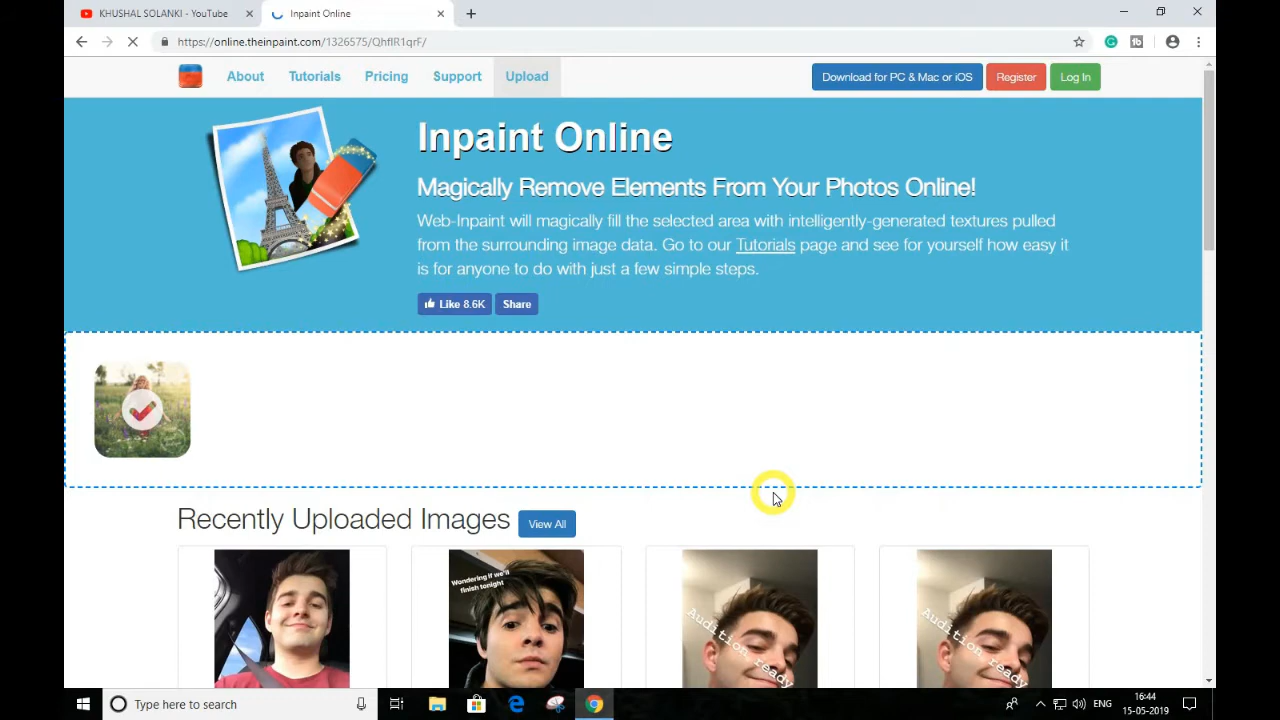 KHUSHAL SOLANKI - YouTube
Inpaint Online
https://online.theinpaint.com/1326575/QhfIR1qrF/
About
Tutorials
Pricing
Support
Upload
Download for PC & Mac or iOS
Register
Log In
Inpaint Online
Magically Remove Elements From Your Photos Online!
Web-Inpaint will magically fill the selected area with intelligently-generated textures pulled
from the surrounding image data. Go to our Tutorials page and see for yourself how easy it
is for anyone to do with just a few simple steps.
Like 8.6K
Share
Recently Uploaded Images
View All
Wondering if we'll
finish tonight
Audition ready
Audition ready
Type here to search
ENG
16:44
15-05-2019